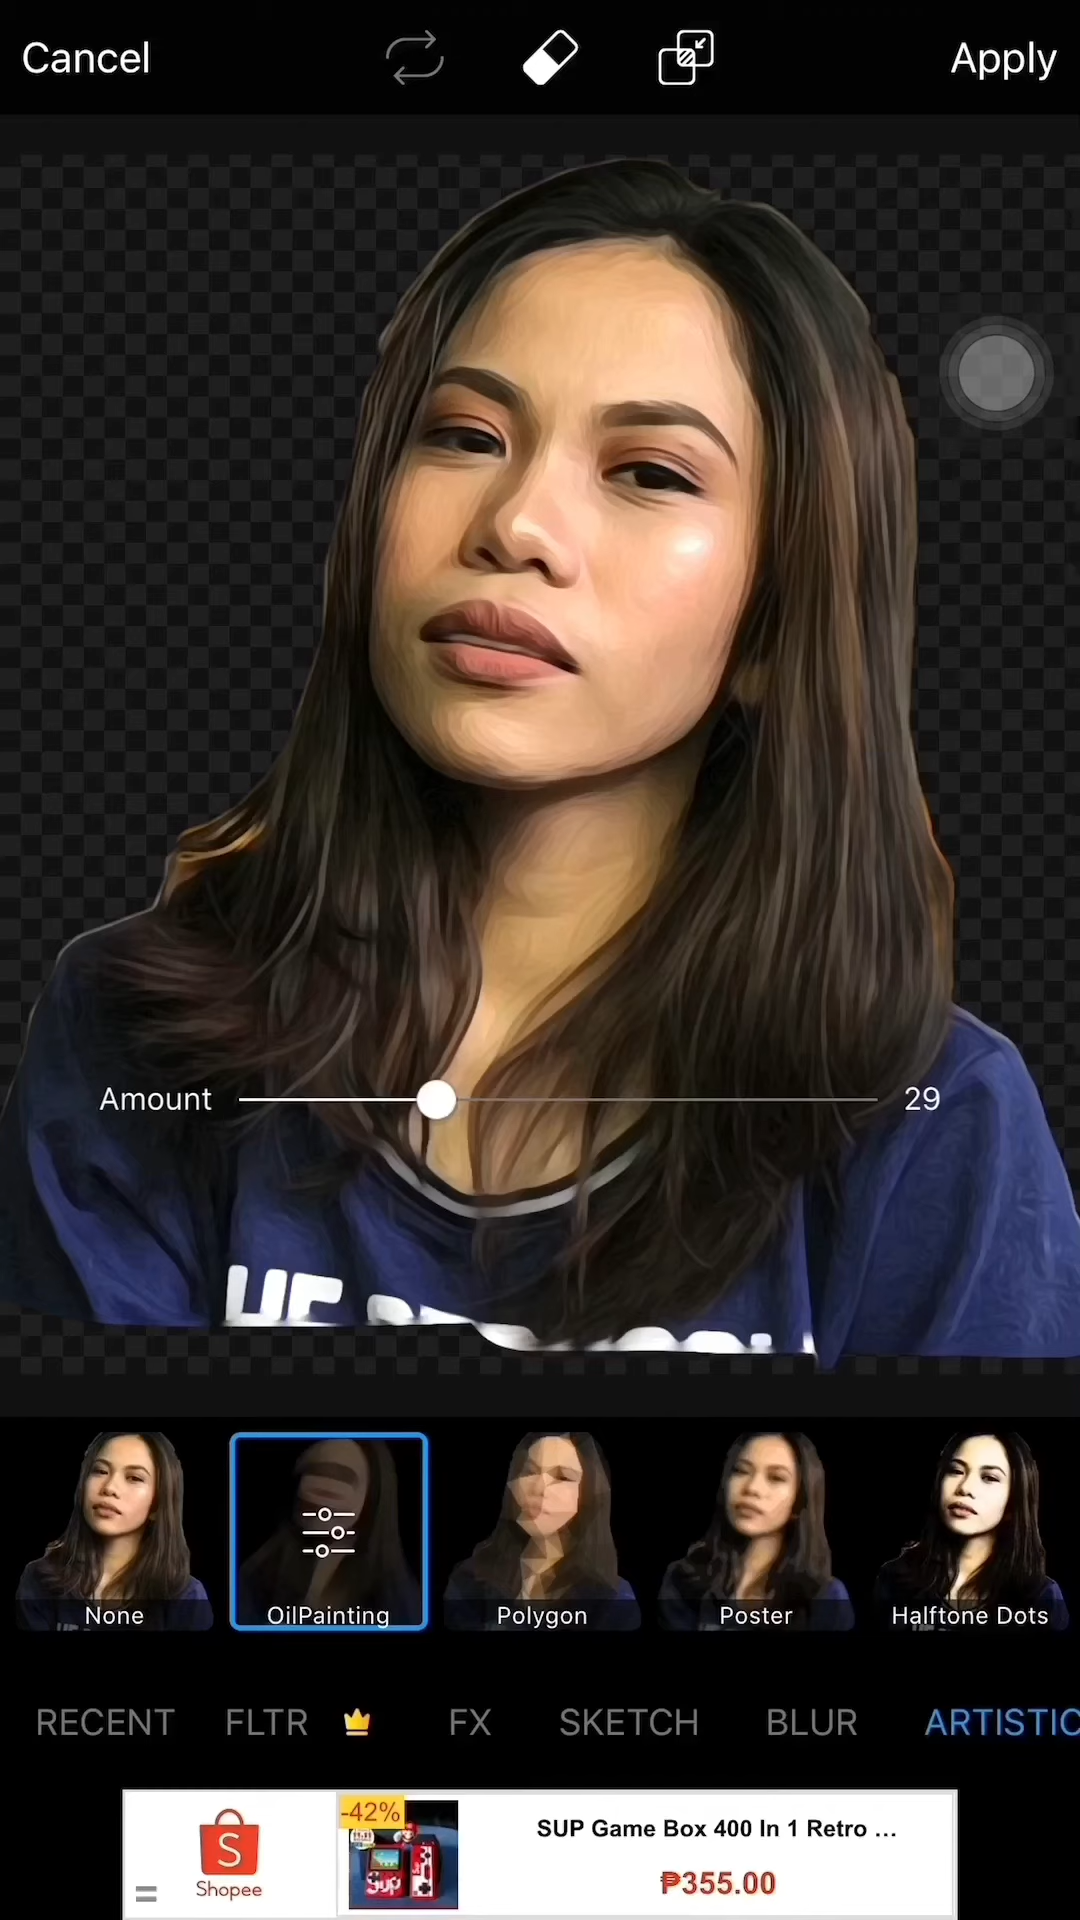 Cancel
Apply
Amount
29
None
OilPainting
Polygon
Poster
Halftone Dots
RECENT
FLTR
FX
SKETCH
BLUR
ARTISTIC
-42%
S
Shopee
sup
SUP Game Box 400 In 1 Retro ...
₱355.00